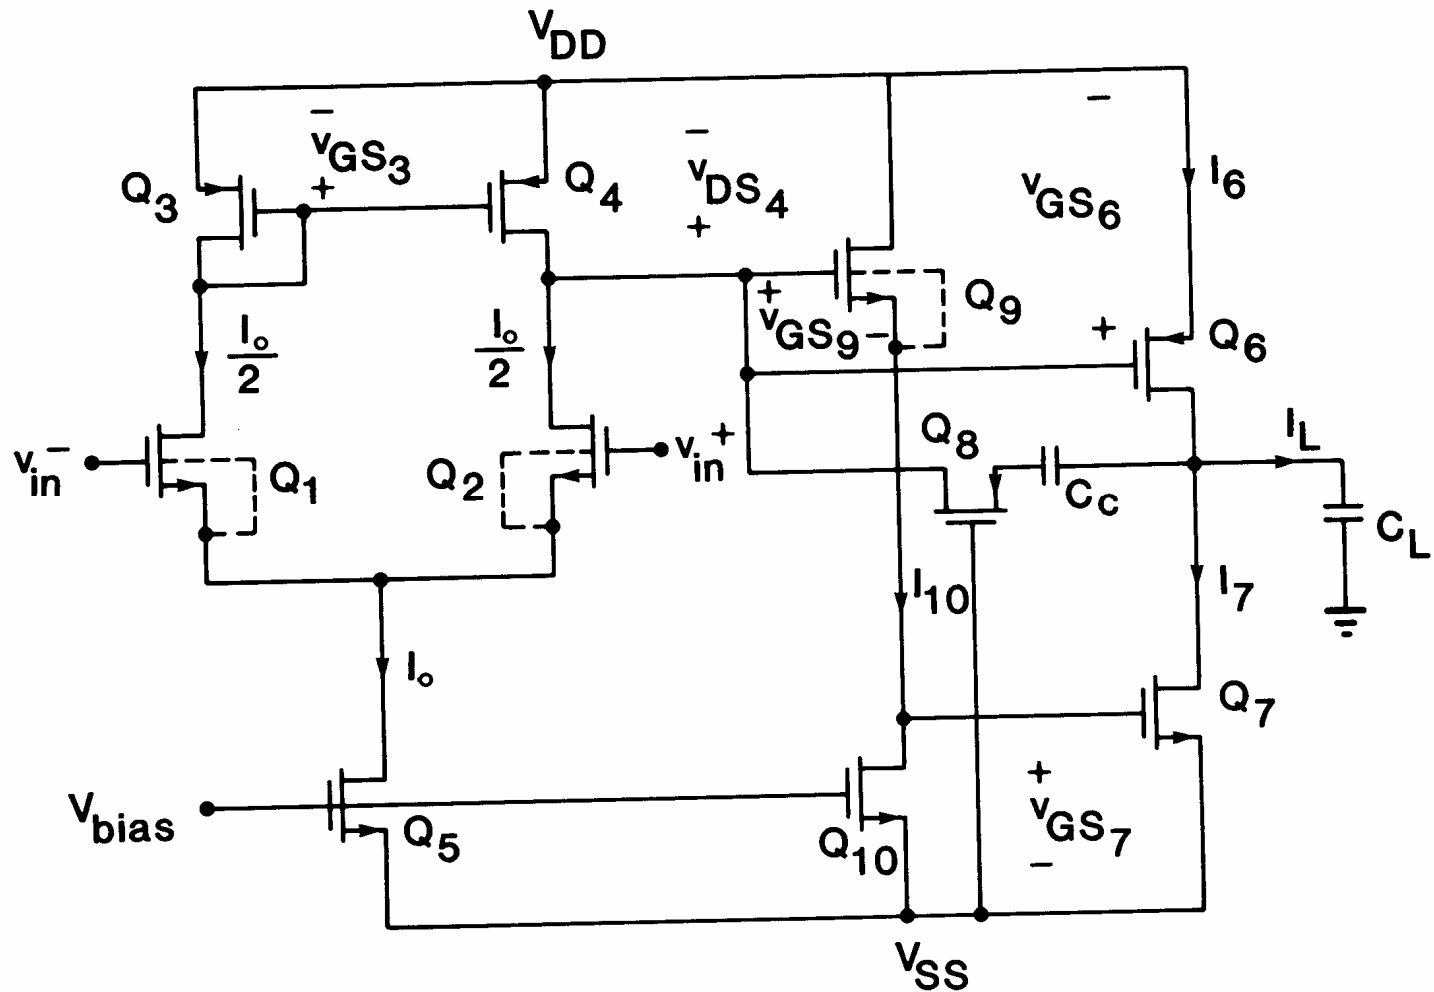 VDD
− vGS3 +
Q3
Q4
− vDS4 +
− vGS6 +
I6
Q9
+ vGS9 −
Q6
Io/2
Io/2
vin−
Q1
Q2
vin+
Q8
CC
IL
CL
I10
I7
Io
Q7
Vbias
Q5
Q10
+ vGS7 −
VSS